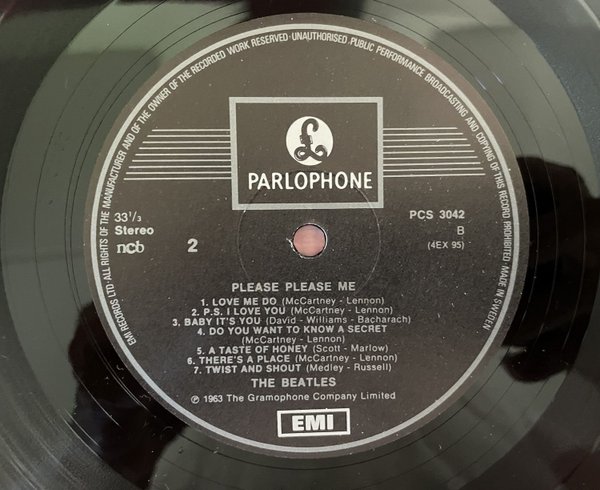 EMI RECORDS LTD·ALL RIGHTS OF THE MANUFACTURER AND OF THE OWNER OF THE RECORDED WORK RESERVED·UNAUTHORISED PUBLIC PERFORMANCE BROADCASTING AND COPYING OF THIS RECORD PROHIBITED·MADE IN SWEDEN
£
PARLOPHONE
33 1/3
Stereo
ncb
2
PCS 3042
B
(4EX 95)
PLEASE PLEASE ME
1. LOVE ME DO (McCartney - Lennon)
2. P.S. I LOVE YOU (McCartney - Lennon)
3. BABY IT'S YOU (David - Williams - Bacharach)
4. DO YOU WANT TO KNOW A SECRET
(McCartney - Lennon)
5. A TASTE OF HONEY (Scott - Marlow)
6. THERE'S A PLACE (McCartney - Lennon)
7. TWIST AND SHOUT (Medley - Russell)
THE BEATLES
℗ 1963 The Gramophone Company Limited
EMI